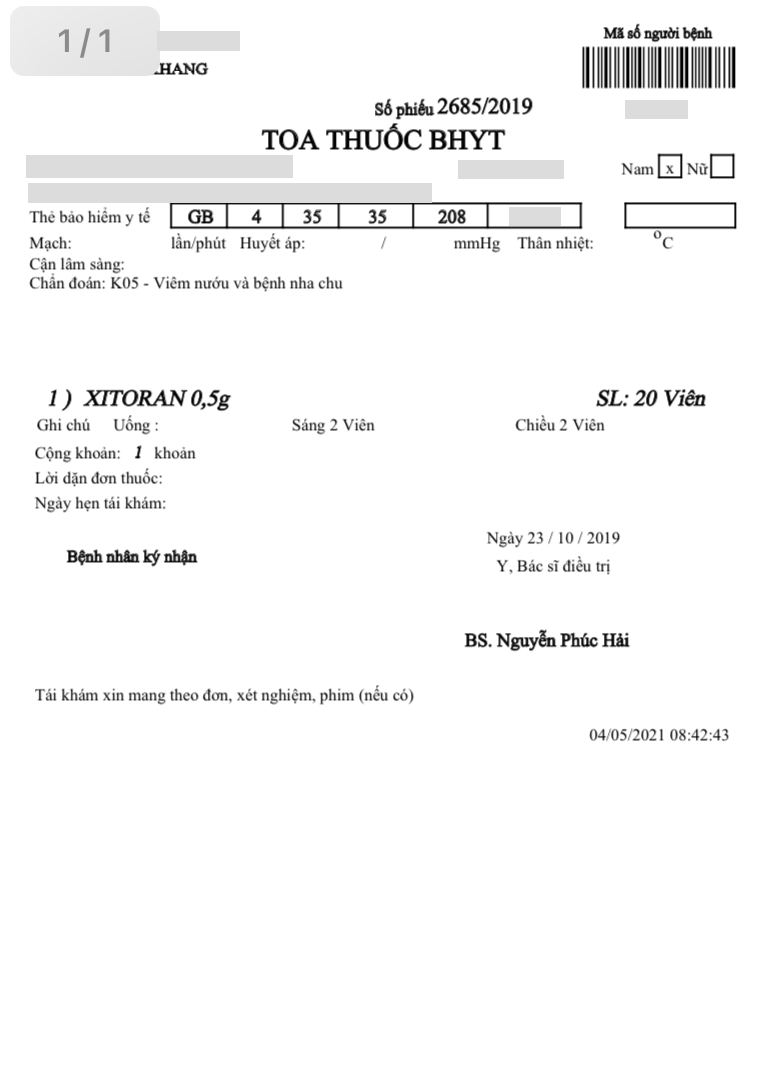 1/1
Mã số người bệnh
HANG
Số phiếu 2685/2019
TOA THUỐC BHYT
Nam x Nữ
Thẻ bảo hiểm y tế GB 4 35 35 208
Mạch: lần/phút Huyết áp: / mmHg Thân nhiệt: °C
Cận lâm sàng:
Chẩn đoán: K05 - Viêm nướu và bệnh nha chu
1 ) XITORAN 0,5g SL: 20 Viên
Ghi chú Uống : Sáng 2 Viên Chiều 2 Viên
Cộng khoản: 1 khoản
Lời dặn đơn thuốc:
Ngày hẹn tái khám:
Ngày 23 / 10 / 2019
Bệnh nhân ký nhận
Y, Bác sĩ điều trị
BS. Nguyễn Phúc Hải
Tái khám xin mang theo đơn, xét nghiệm, phim (nếu có)
04/05/2021 08:42:43